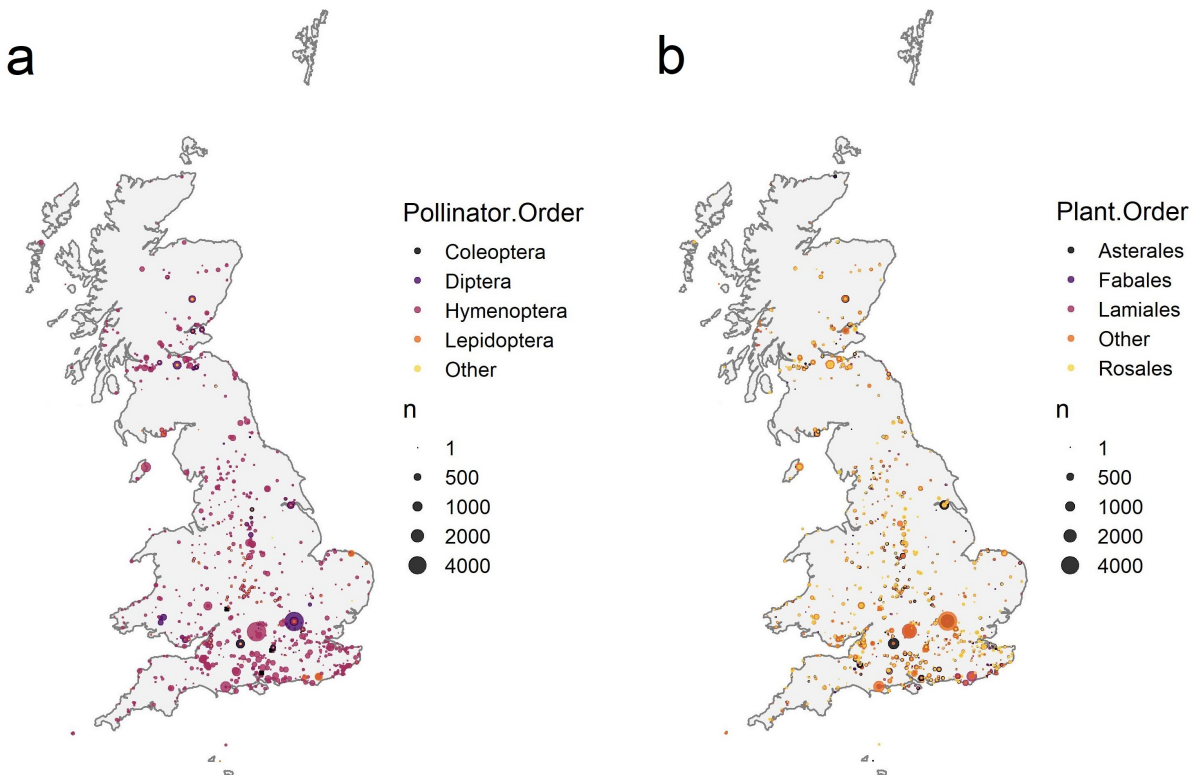 a
Pollinator.Order
Coleoptera
Diptera
Hymenoptera
Lepidoptera
Other
n
1
500
1000
2000
4000
b
Plant.Order
Asterales
Fabales
Lamiales
Other
Rosales
n
1
500
1000
2000
4000